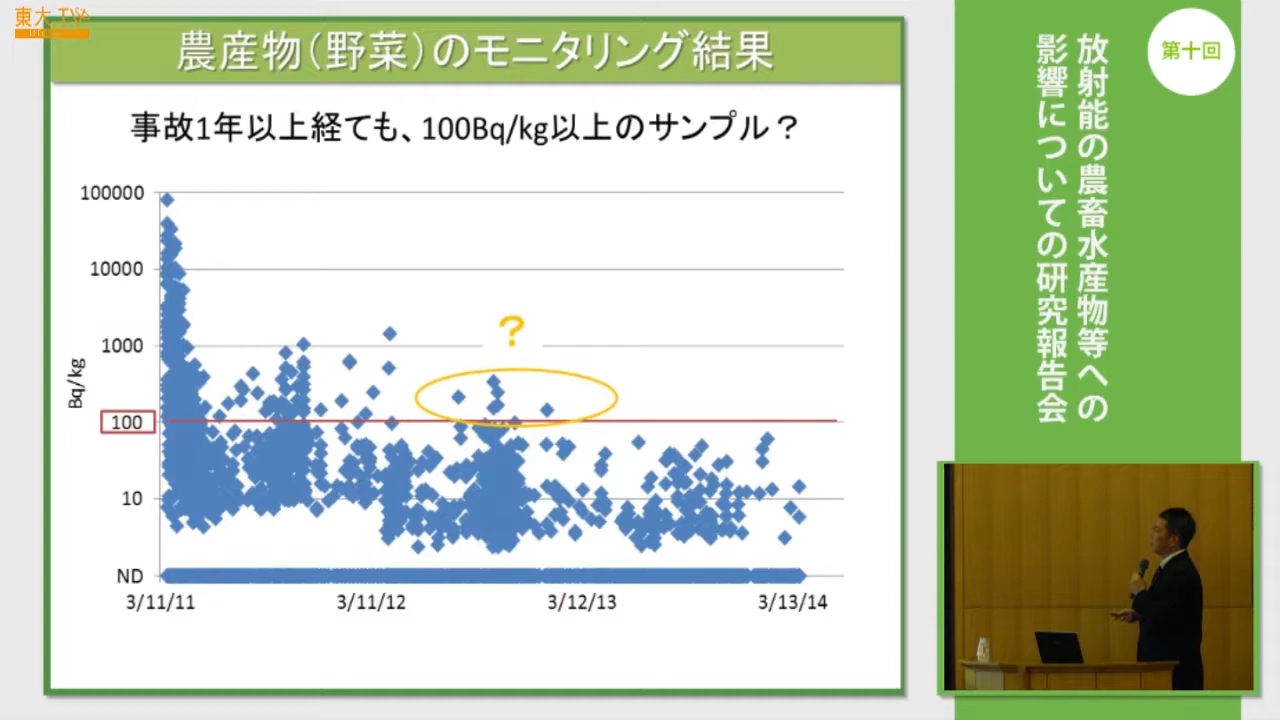 東大TV
農産物（野菜）のモニタリング結果
事故1年以上経ても、100Bq/kg以上のサンプル？
100000
10000
1000
100
10
ND
Bq/kg
？
3/11/11
3/11/12
3/12/13
3/13/14
第十回
放射能の農畜水産物等への
影響についての研究報告会